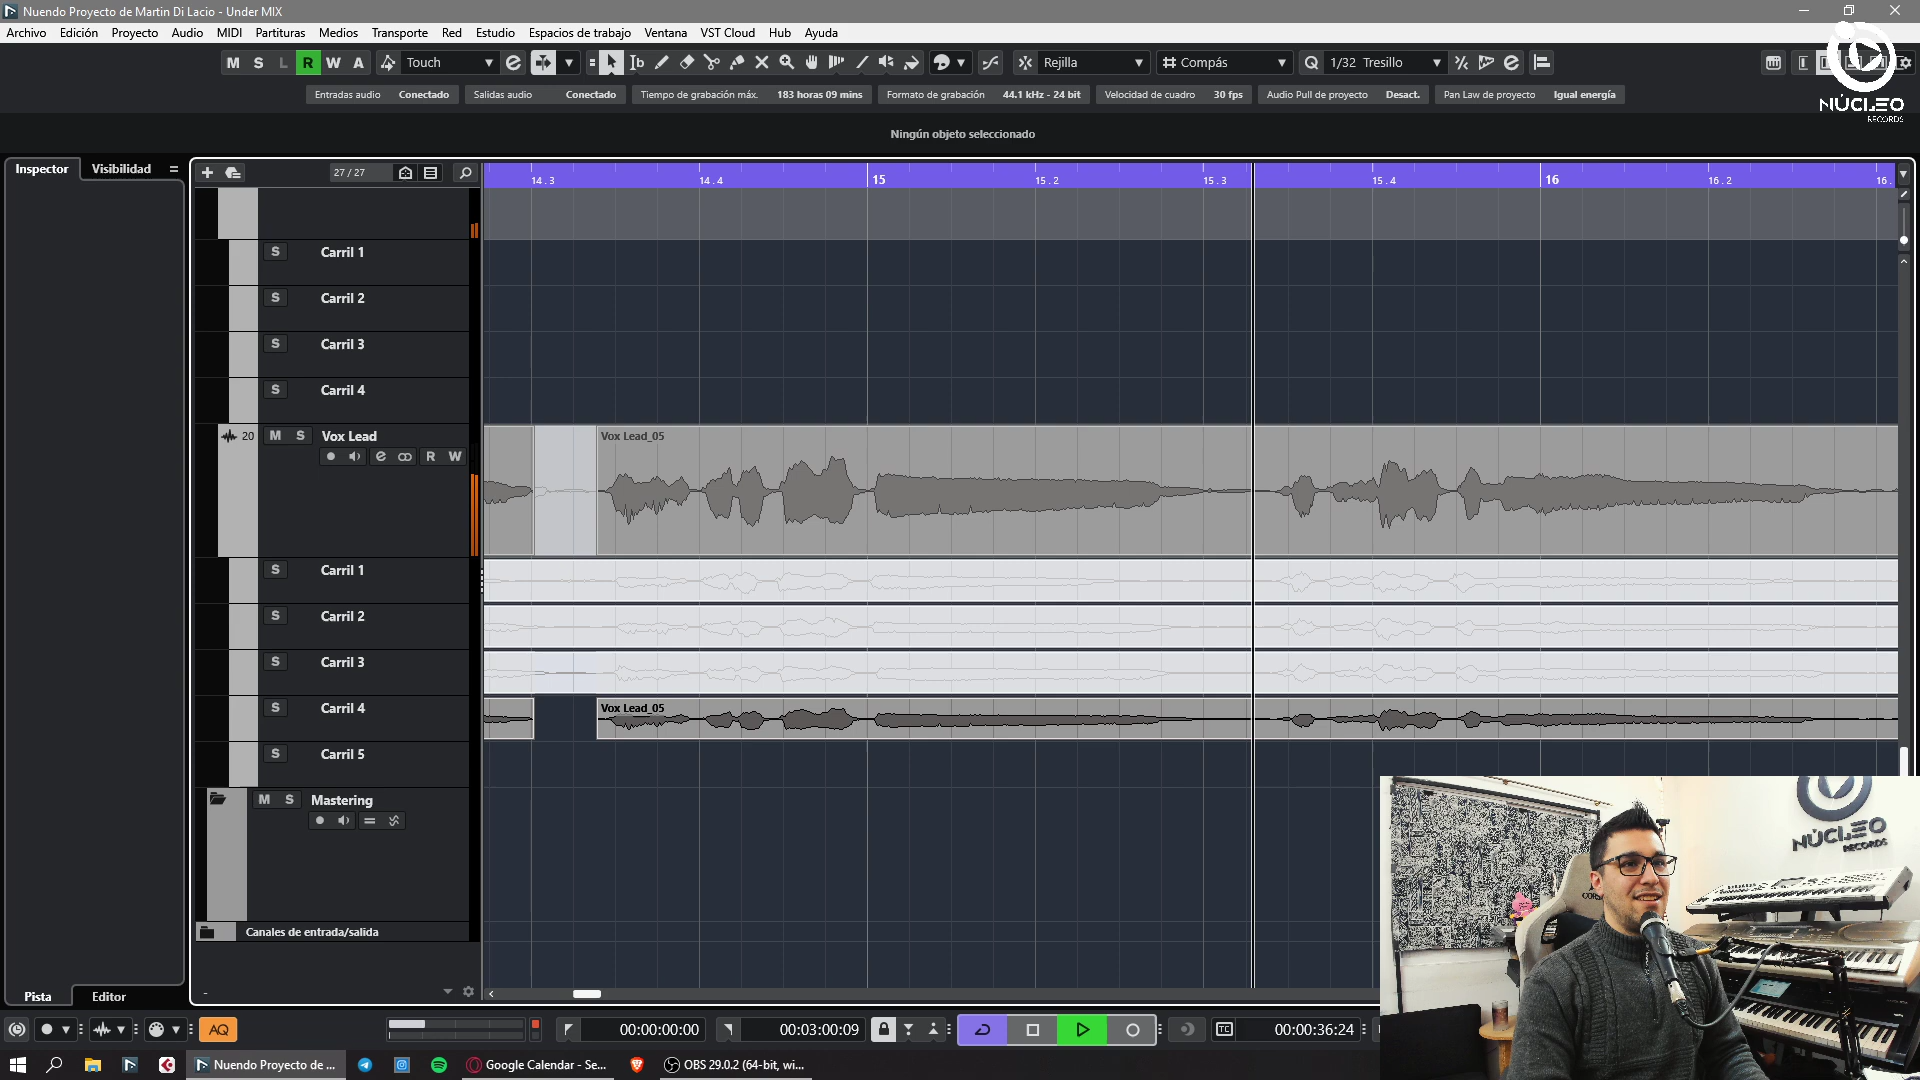 Nuendo Proyecto de Martin Di Lacio - Under MIX
Archivo Edición Proyecto Audio MIDI Partituras Medios Transporte Red Estudio Espacios de trabajo Ventana VST Cloud Hub Ayuda
M S L R W A Touch Rejilla Compás Q 1/32 Tresillo
NÚCLEO
RECORDS
Entradas audio Conectado Salidas audio Conectado Tiempo de grabación máx. 183 horas 09 mins Formato de grabación 44.1 kHz - 24 bit Velocidad de cuadro 30 fps Audio Pull de proyecto Desact. Pan Law de proyecto Igual energía
Ningún objeto seleccionado
Inspector Visibilidad
27 / 27
14.3 14.4 15 15.2 15.3 15.4 16 16.2 16.
S Carril 1
S Carril 2
S Carril 3
S Carril 4
20 M S Vox Lead
R W
Vox Lead_05
S Carril 1
S Carril 2
S Carril 3
S Carril 4
Vox Lead_05
S Carril 5
M S Mastering
Canales de entrada/salida
NÚCLEO
RECORDS
Pista Editor
AQ 00:00:00:00 00:03:00:09 TC 00:00:36:24
Nuendo Proyecto de ... Google Calendar - Se... OBS 29.0.2 (64-bit, wi...